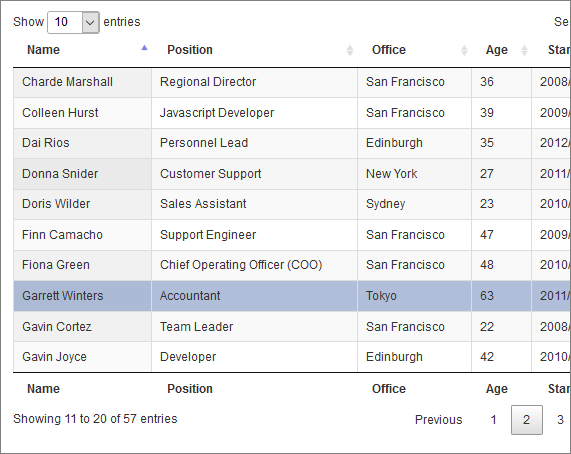 Show 10 entries Se
Name Position Office Age Star
Charde Marshall Regional Director San Francisco 36 2008/
Colleen Hurst Javascript Developer San Francisco 39 2009/
Dai Rios Personnel Lead Edinburgh 35 2012/
Donna Snider Customer Support New York 27 2011/
Doris Wilder Sales Assistant Sydney 23 2010/
Finn Camacho Support Engineer San Francisco 47 2009/
Fiona Green Chief Operating Officer (COO) San Francisco 48 2010/
Garrett Winters Accountant Tokyo 63 2011/
Gavin Cortez Team Leader San Francisco 22 2008/
Gavin Joyce Developer Edinburgh 42 2010/
Name Position Office Age Star
Showing 11 to 20 of 57 entries Previous 1 2 3